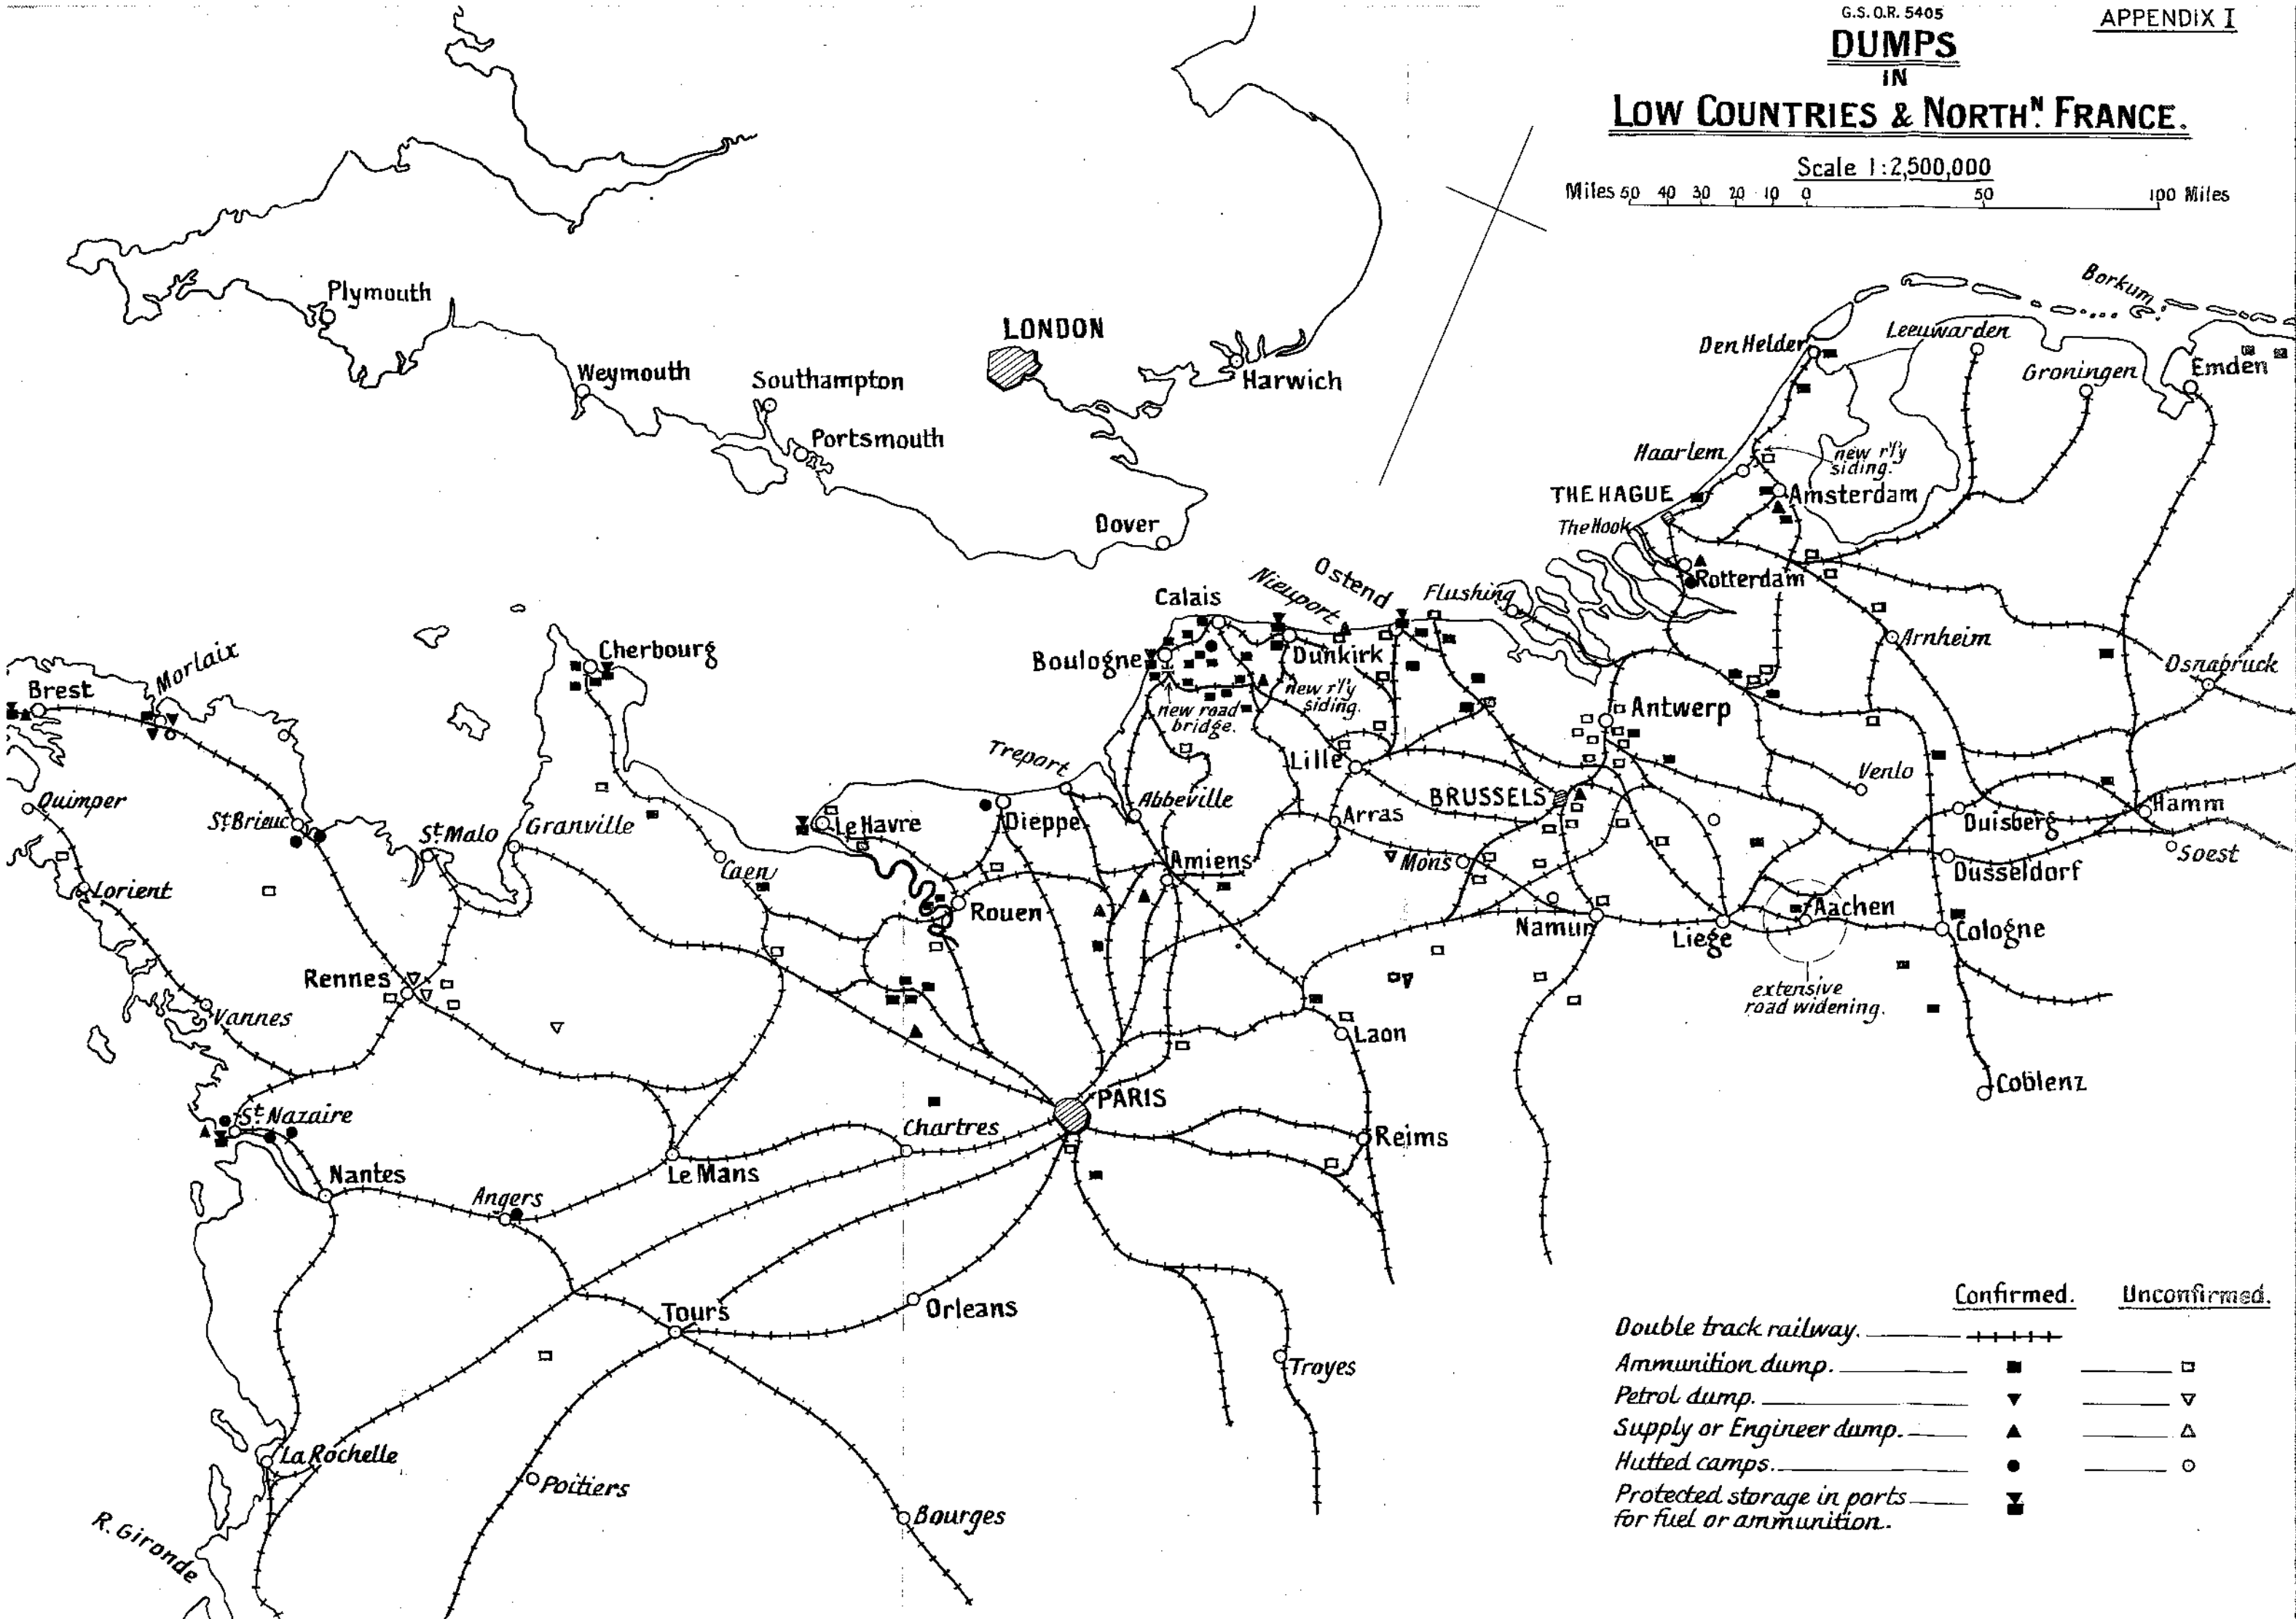 G.S.O.R. 5405
APPENDIX I
DUMPS
IN
LOW COUNTRIES & NORTHN. FRANCE.
Scale 1:2,500,000
Miles 50 40 30 20 10 0 50 100 Miles
Borkum
Plymouth
LONDON
Den Helder
Leeuwarden
Groningen
Emden
Weymouth
Southampton
Harwich
Portsmouth
Haarlem
new r'ly
siding.
THE HAGUE
Amsterdam
Dover
The Hook
Rotterdam
Calais
Nieuport
Ostend
Flushing
Arnheim
Osnabruck
Morlaix
Cherbourg
Boulogne
Dunkirk
Brest
new r'ly
siding.
new road
bridge.
Antwerp
Trepart
Lille
Venlo
Quimper
Abbeville
BRUSSELS
Hamm
St. Brieuc
St. Malo
Granville
Le Havre
Dieppe
Arras
Duisberg
Caen
Amiens
Mons
Soest
Dusseldorf
Lorient
Rouen
Namur
Liege
Aachen
Cologne
Rennes
extensive
road widening.
Vannes
Laon
Coblenz
PARIS
St. Nazaire
Chartres
Reims
Nantes
Le Mans
Angers
Tours
Orleans
Troyes
La Rochelle
Poitiers
Bourges
R. Gironde
Confirmed. Unconfirmed.
Double track railway.
Ammunition dump.
Petrol dump.
Supply or Engineer dump.
Hutted camps.
Protected storage in ports
for fuel or ammunition.